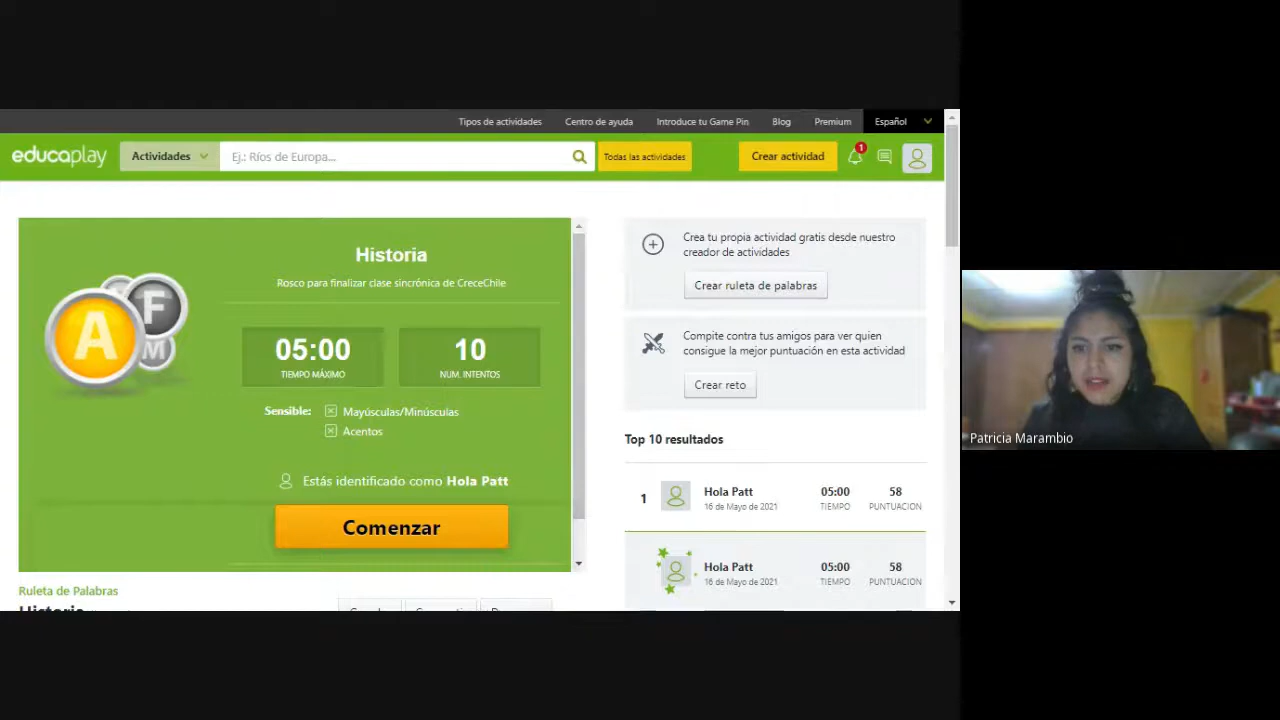 Tipos de actividades Centro de ayuda Introduce tu Game Pin Blog Premium Español
educaplay Actividades Ej.: Ríos de Europa... Todas las actividades Crear actividad 1
A F M
Historia
Rosco para finalizar clase sincrónica de CreceChile
05:00 10
TIEMPO MÁXIMO NUM. INTENTOS
Sensible: Mayúsculas/Minúsculas
Acentos
Estás identificado como Hola Patt
Comenzar
Ruleta de Palabras
Historia
Crea tu propia actividad gratis desde nuestro
creador de actividades
Crear ruleta de palabras
Compite contra tus amigos para ver quien
consigue la mejor puntuación en esta actividad
Crear reto
Top 10 resultados
1 Hola Patt 05:00 58
16 de Mayo de 2021 TIEMPO PUNTUACION
Hola Patt 05:00 58
16 de Mayo de 2021 TIEMPO PUNTUACION
Patricia Marambio